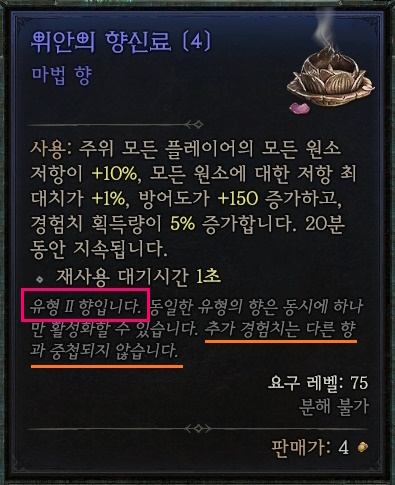 위안의 향신료 (4)
마법 향
사용: 주위 모든 플레이어의 모든 원소
저항이 +10%, 모든 원소에 대한 저항 최
대치가 +1%, 방어도가 +150 증가하고,
경험치 획득량이 5% 증가합니다. 20분
동안 지속됩니다.
재사용 대기시간 1초
유형 II 향입니다. 동일한 유형의 향은 동시에 하나
만 활성화할 수 있습니다. 추가 경험치는 다른 향
과 중첩되지 않습니다.
요구 레벨: 75
분해 불가
판매가: 4